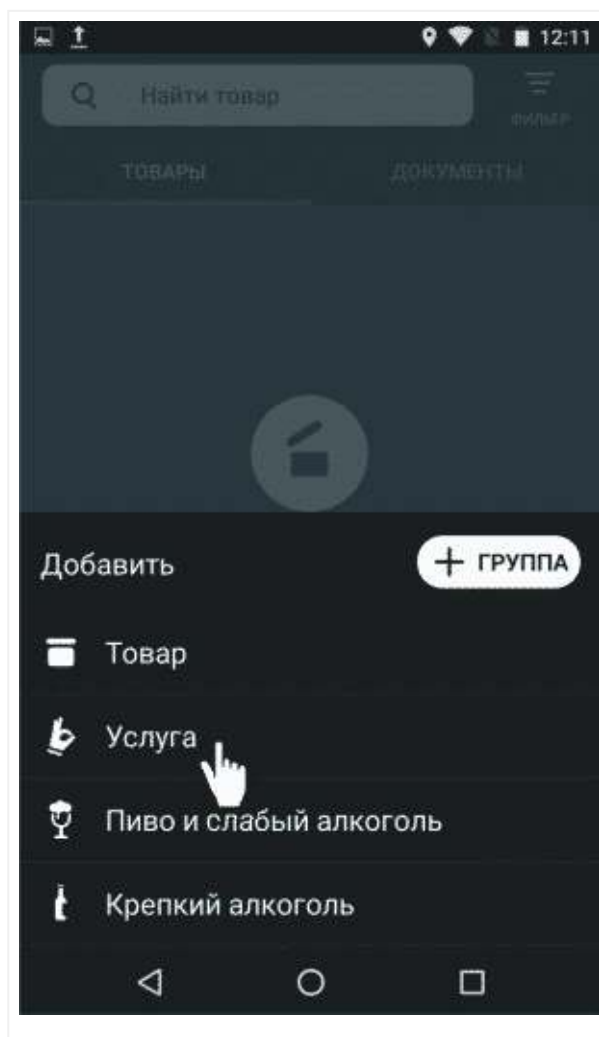 12:11
Найти товар
ФИЛЬТР
ТОВАРЫ
ДОКУМЕНТЫ
Добавить
+ ГРУППА
Товар
Услуга
Пиво и слабый алкоголь
Крепкий алкоголь